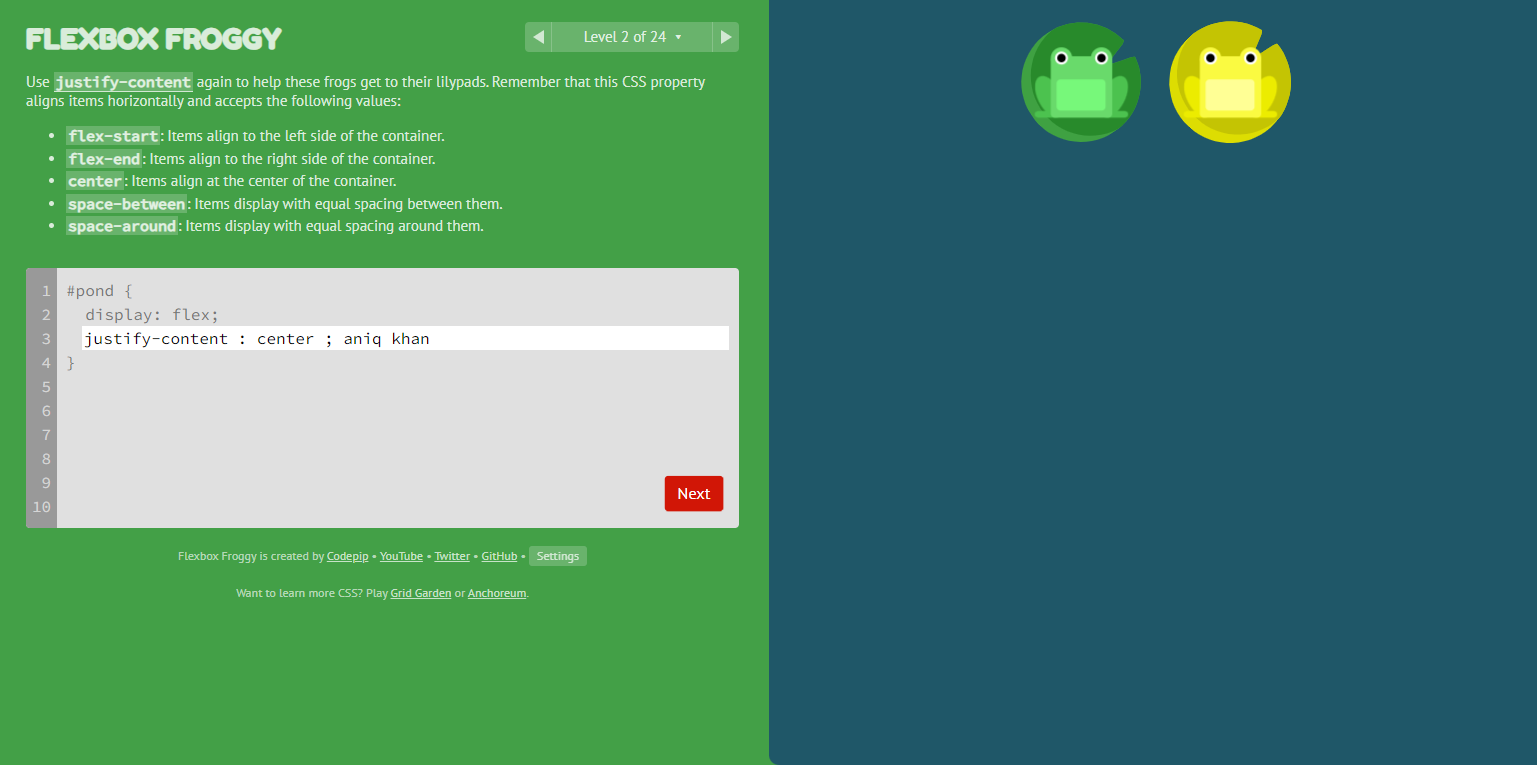 FLEXBOX FROGGY
Level 2 of 24
Use justify-content again to help these frogs get to their lilypads. Remember that this CSS property
aligns items horizontally and accepts the following values:
• flex-start: Items align to the left side of the container.
• flex-end: Items align to the right side of the container.
• center: Items align at the center of the container.
• space-between: Items display with equal spacing between them.
• space-around: Items display with equal spacing around them.
1 #pond {
2 display: flex;
3 justify-content : center ; aniq khan
4 }
5
6
7
8
9
10
Next
Flexbox Froggy is created by Codepip • YouTube • Twitter • GitHub • Settings
Want to learn more CSS? Play Grid Garden or Anchoreum.